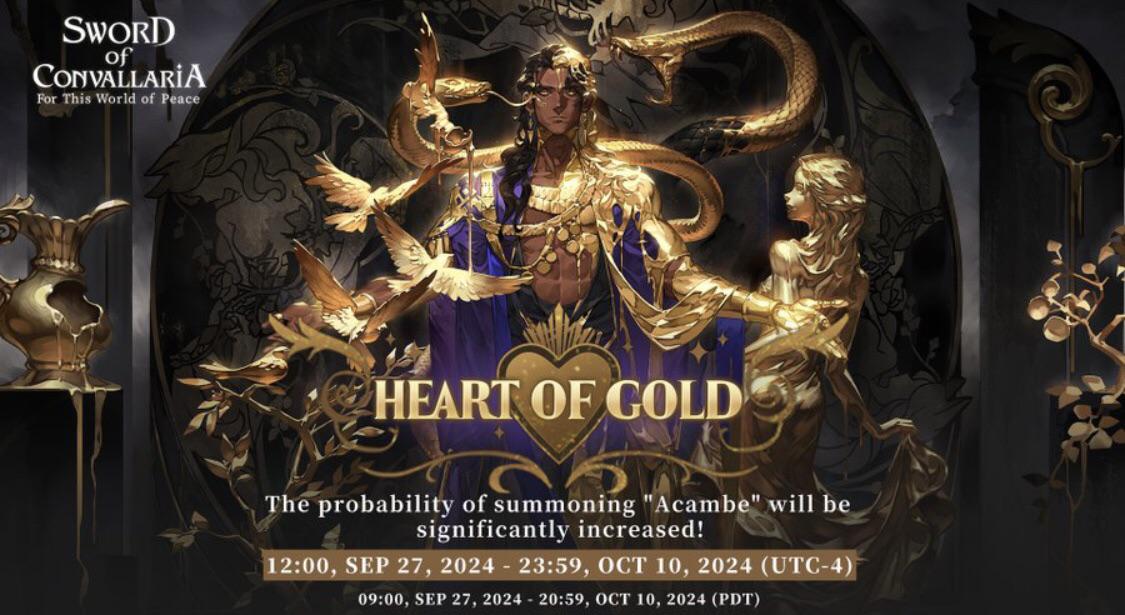 SWORD
of
CONVALLARIA
For This World of Peace
HEART OF GOLD
The probability of summoning "Acambe" will be
significantly increased!
12:00, SEP 27, 2024 - 23:59, OCT 10, 2024 (UTC-4)
09:00, SEP 27, 2024 - 20:59, OCT 10, 2024 (PDT)